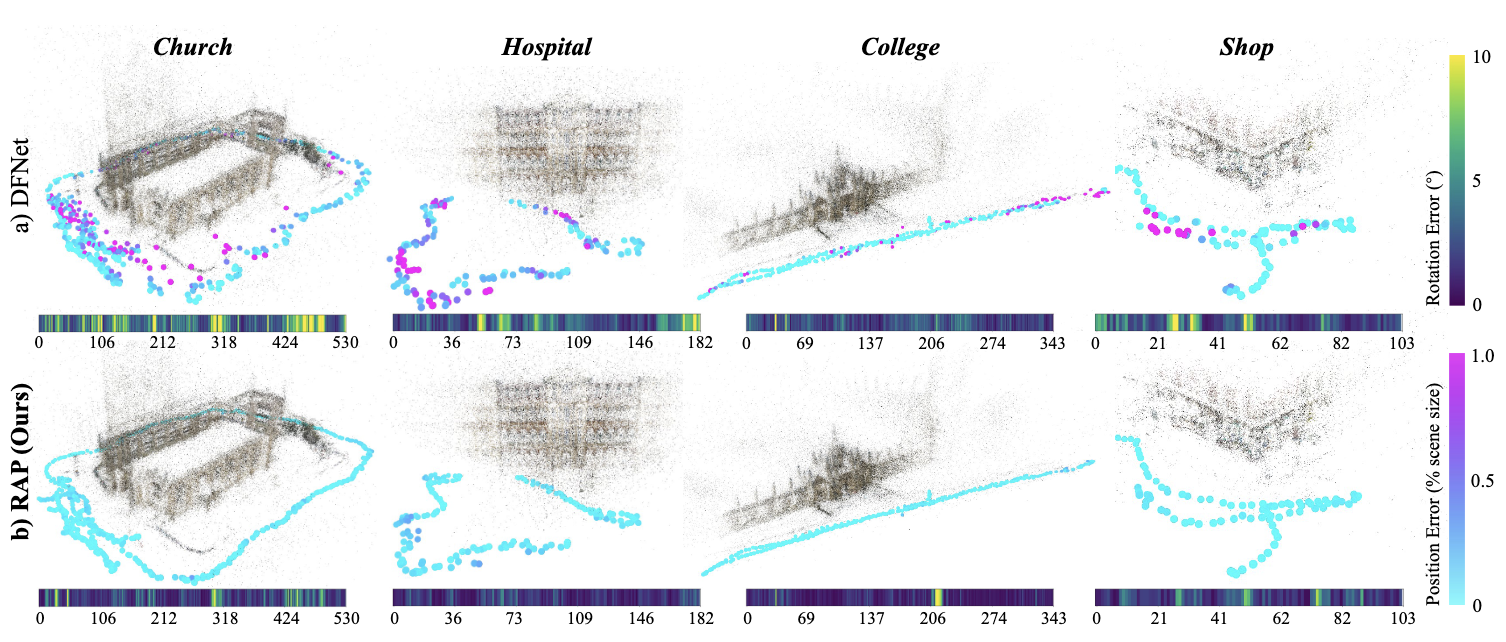 Church Hospital College Shop
a) DFNet
0 106 212 318 424 530
0 36 73 109 146 182
0 69 137 206 274 343
0 21 41 62 82 103
10
5
0
Rotation Error (°)
b) RAP (Ours)
0 106 212 318 424 530
0 36 73 109 146 182
0 69 137 206 274 343
0 21 41 62 82 103
1.0
0.5
0
Position Error (% scene size)